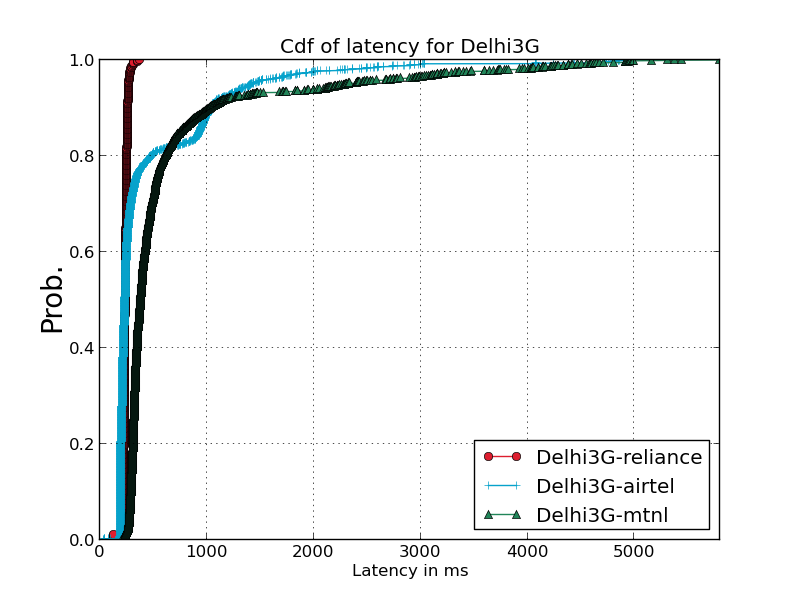 Cdf of latency for Delhi3G
Prob.
1.0
0.8
0.6
0.4
0.2
0.0
0 1000 2000 3000 4000 5000
Latency in ms
Delhi3G-reliance
Delhi3G-airtel
Delhi3G-mtnl